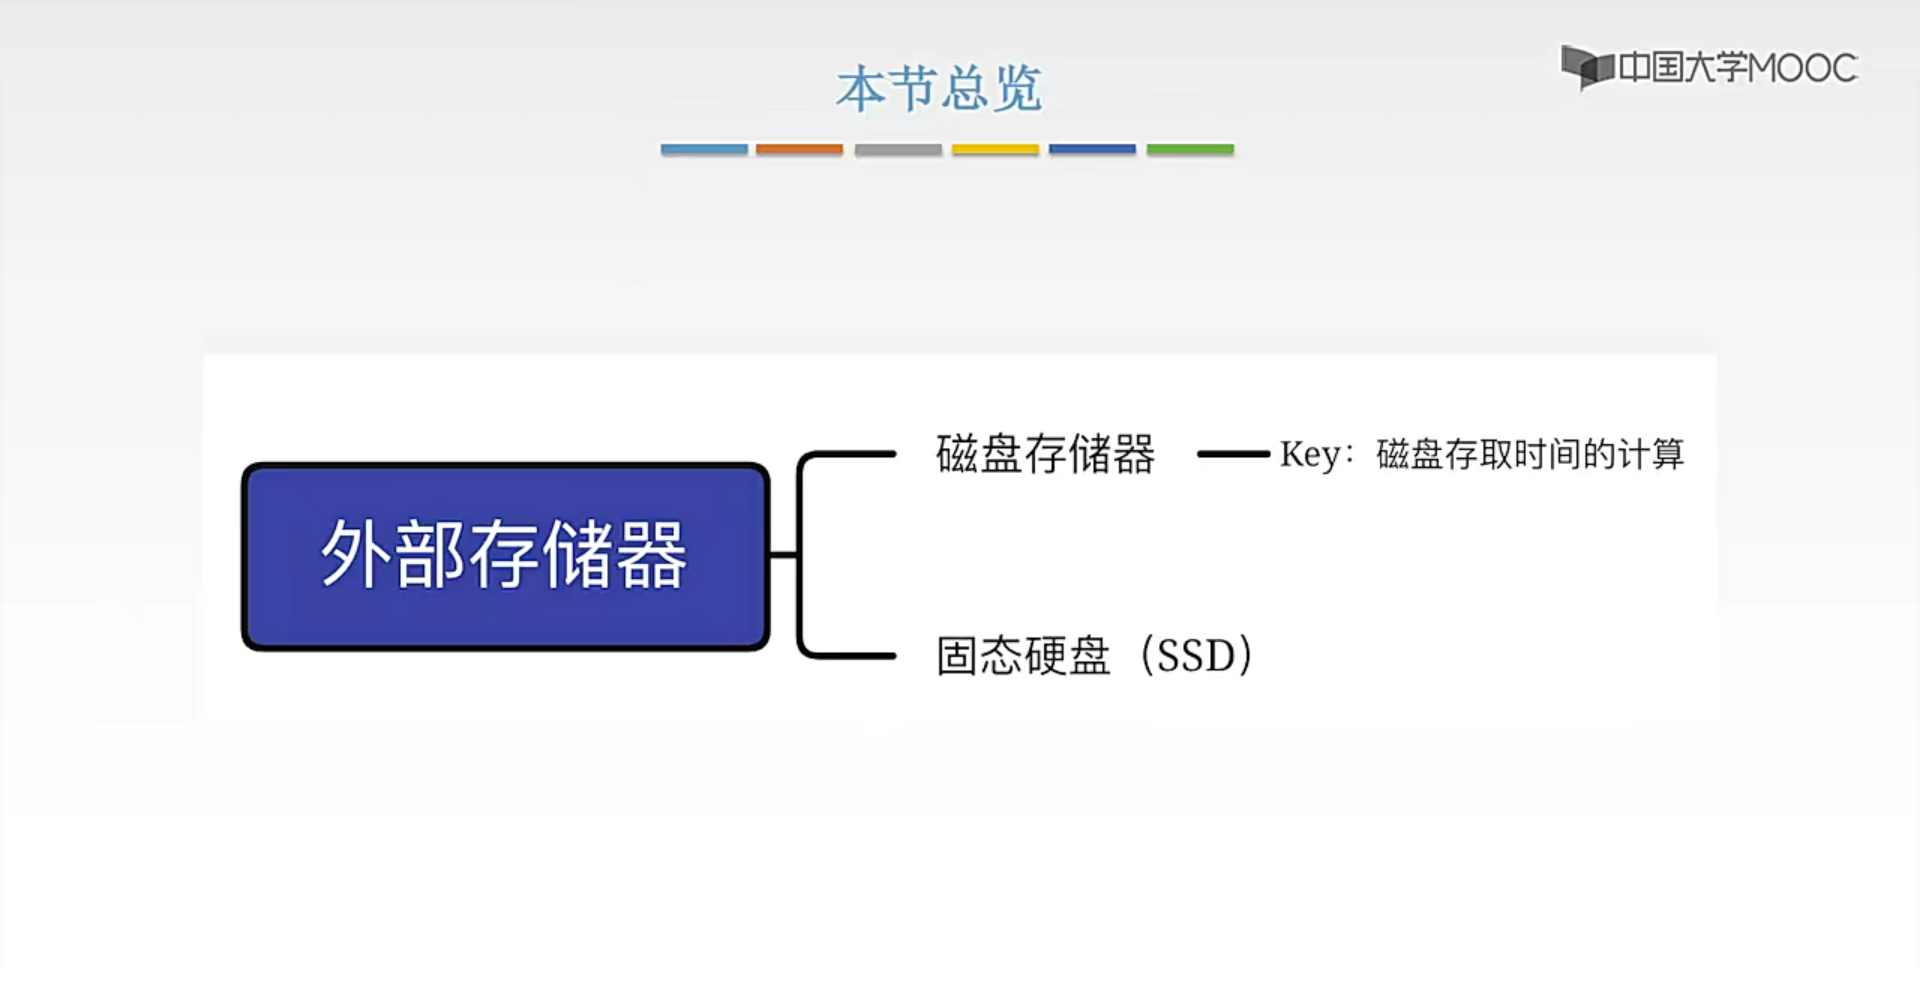 中国大学MOOC
本节总览
磁盘存储器
Key：磁盘存取时间的计算
外部存储器
固态硬盘（SSD）